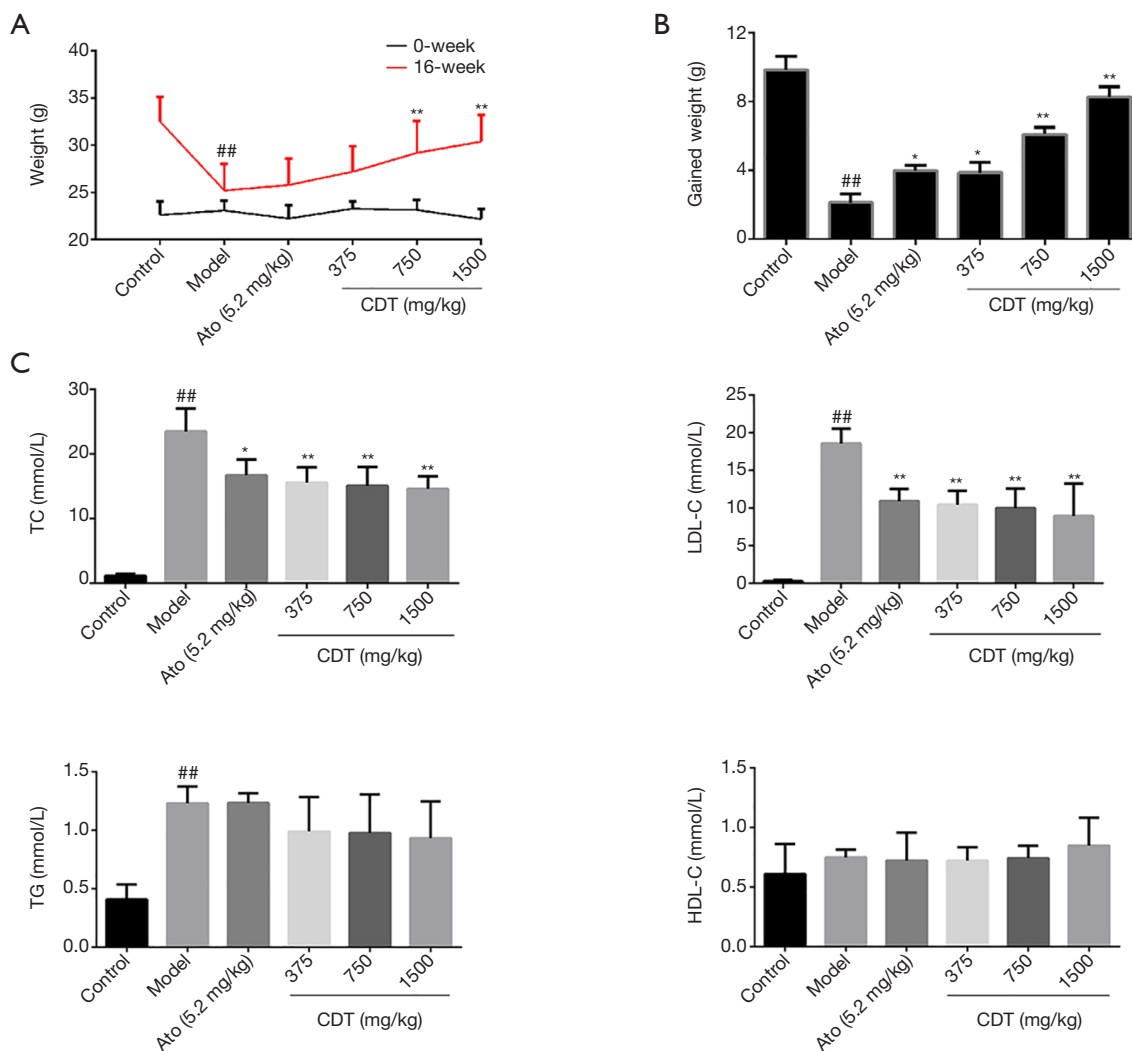 A
Weight (g)
40
35
30
25
20
0-week
16-week
##
**
**
Control
Model
Ato (5.2 mg/kg)
375
750
1500
CDT (mg/kg)
B
Gained weight (g)
12
8
4
0
##
*
*
**
**
Control
Model
Ato (5.2 mg/kg)
375
750
1500
CDT (mg/kg)
C
TC (mmol/L)
30
20
10
0
##
*
**
**
**
Control
Model
Ato (5.2 mg/kg)
375
750
1500
CDT (mg/kg)
LDL-C (mmol/L)
25
20
15
10
5
0
##
**
**
**
**
Control
Model
Ato (5.2 mg/kg)
375
750
1500
CDT (mg/kg)
TG (mmol/L)
1.5
1.0
0.5
0.0
##
Control
Model
Ato (5.2 mg/kg)
375
750
1500
CDT (mg/kg)
HDL-C (mmol/L)
1.5
1.0
0.5
0.0
Control
Model
Ato (5.2 mg/kg)
375
750
1500
CDT (mg/kg)